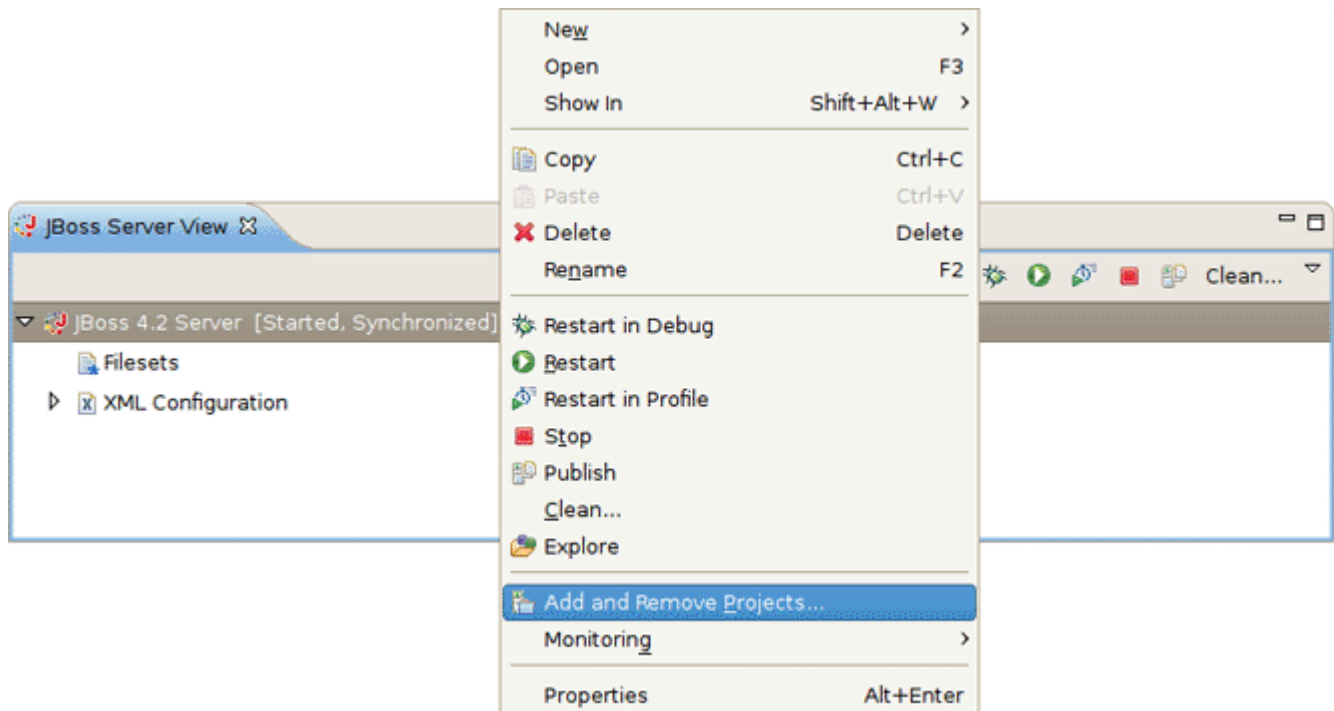 New
Open F3
Show In Shift+Alt+W
Copy Ctrl+C
Paste Ctrl+V
JBoss Server View
Delete Delete
Rename F2
Clean...
JBoss 4.2 Server [Started, Synchronized]
Restart in Debug
Filesets
Restart
XML Configuration
Restart in Profile
Stop
Publish
Clean...
Explore
Add and Remove Projects...
Monitoring
Properties Alt+Enter